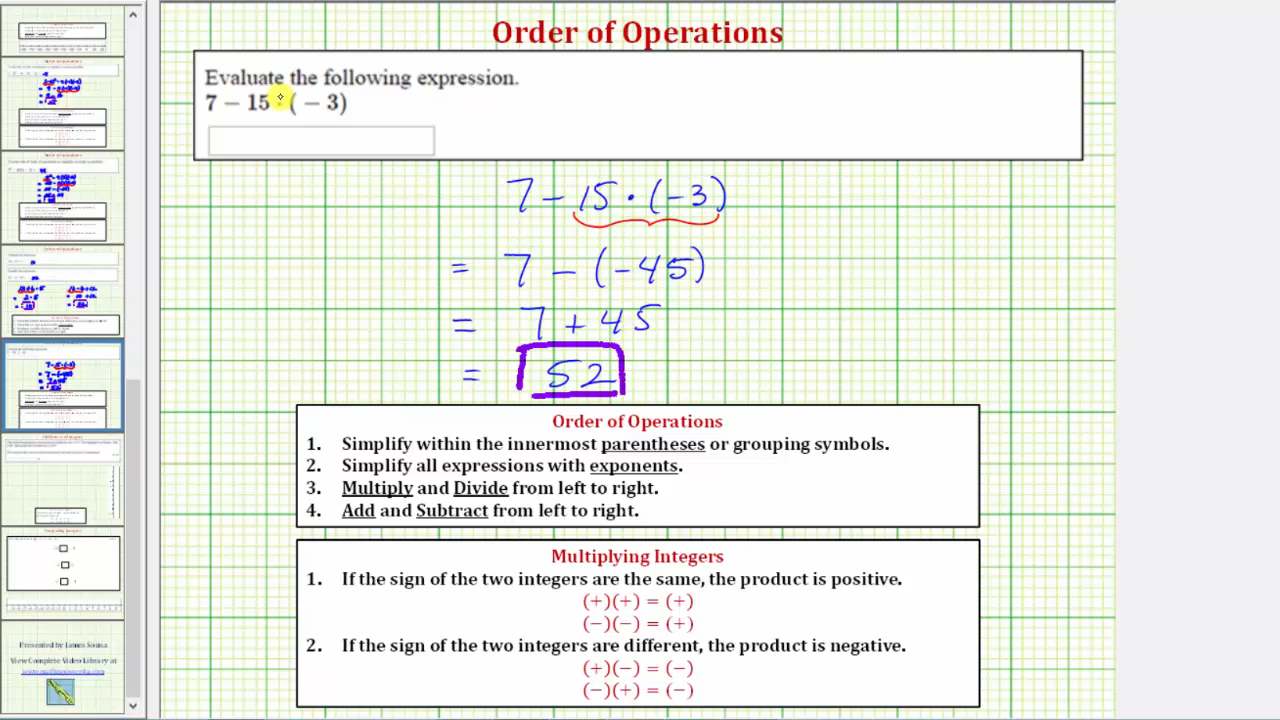 Order of Operations
Evaluate the following expression.
7 − 15 · ( − 3)
7 − 15 · (−3)
= 7 − (−45)
= 7 + 45
= 52
Order of Operations
1. Simplify within the innermost parentheses or grouping symbols.
2. Simplify all expressions with exponents.
3. Multiply and Divide from left to right.
4. Add and Subtract from left to right.
Multiplying Integers
1. If the sign of the two integers are the same, the product is positive.
(+)(+) = (+)
(−)(−) = (+)
2. If the sign of the two integers are different, the product is negative.
(+)(−) = (−)
(−)(+) = (−)
Presented by James Sousa
View Complete Video Library at